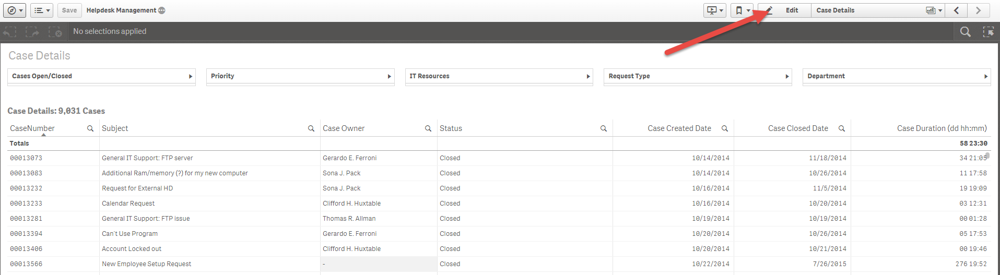 Save Helpdesk Management Edit Case Details
No selections applied
Case Details
Cases Open/Closed Priority IT Resources Request Type Department
Case Details: 9,031 Cases
CaseNumber Subject Case Owner Status Case Created Date Case Closed Date Case Duration (dd hh:mm)
Totals 58 23:30
00013073 General IT Support: FTP server Gerardo E. Ferroni Closed 10/14/2014 11/18/2014 34 21:05
00013083 Additional Ram/memory (?) for my new computer Sona J. Pack Closed 10/14/2014 10/26/2014 11 17:58
00013232 Request for External HD Sona J. Pack Closed 10/16/2014 11/5/2014 19 19:09
00013233 Calendar Request Clifford H. Huxtable Closed 10/16/2014 10/20/2014 03 12:31
00013281 General IT Support: FTP issue Thomas R. Allman Closed 10/19/2014 10/19/2014 00 01:28
00013394 Can't Use Program Gerardo E. Ferroni Closed 10/20/2014 10/26/2014 05 17:53
00013406 Account Locked out Clifford H. Huxtable Closed 10/20/2014 10/21/2014 00 19:46
00013566 New Employee Setup Request - Closed 10/22/2014 7/26/2015 276 19:52